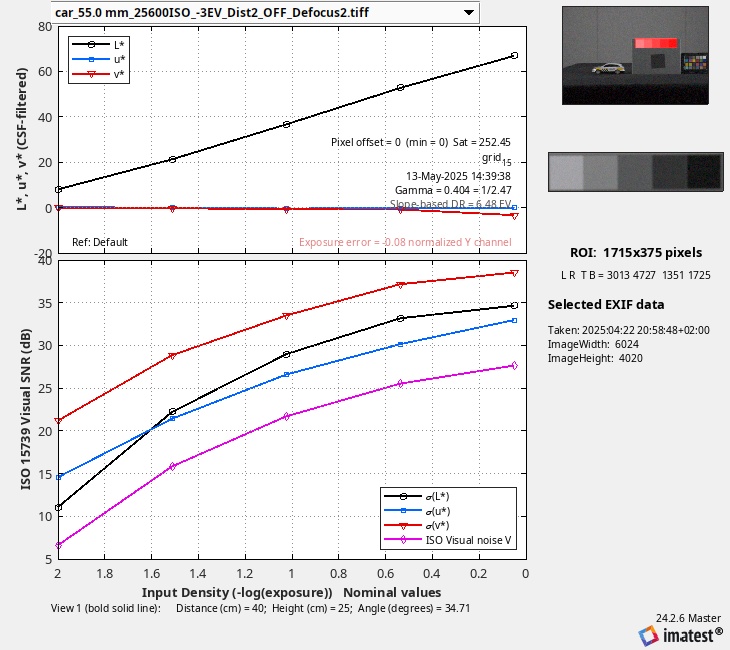 car_55.0 mm_25600ISO_-3EV_Dist2_OFF_Defocus2.tiff
L*, u*, v* (CSF-filtered)
80
60
40
20
0
-20
L*
u*
v*
Pixel offset = 0 (min = 0) Sat = 252.45
grid_15
13-May-2025 14:39:38
Gamma = 0.404 = 1/2.47
Slope-based DR = 6.48 EV
Ref: Default
Exposure error = -0.08 normalized Y channel
ISO 15739 Visual SNR (dB)
40
35
30
25
20
15
10
5
σ(L*)
σ(u*)
σ(v*)
ISO Visual noise V
2 1.8 1.6 1.4 1.2 1 0.8 0.6 0.4 0.2 0
Input Density (-log(exposure)) Nominal values
View 1 (bold solid line): Distance (cm) = 40; Height (cm) = 25; Angle (degrees) = 34.71
ROI: 1715x375 pixels
L R T B = 3013 4727 1351 1725
Selected EXIF data
Taken: 2025:04:22 20:58:48+02:00
ImageWidth: 6024
ImageHeight: 4020
24.2.6 Master
imatest®